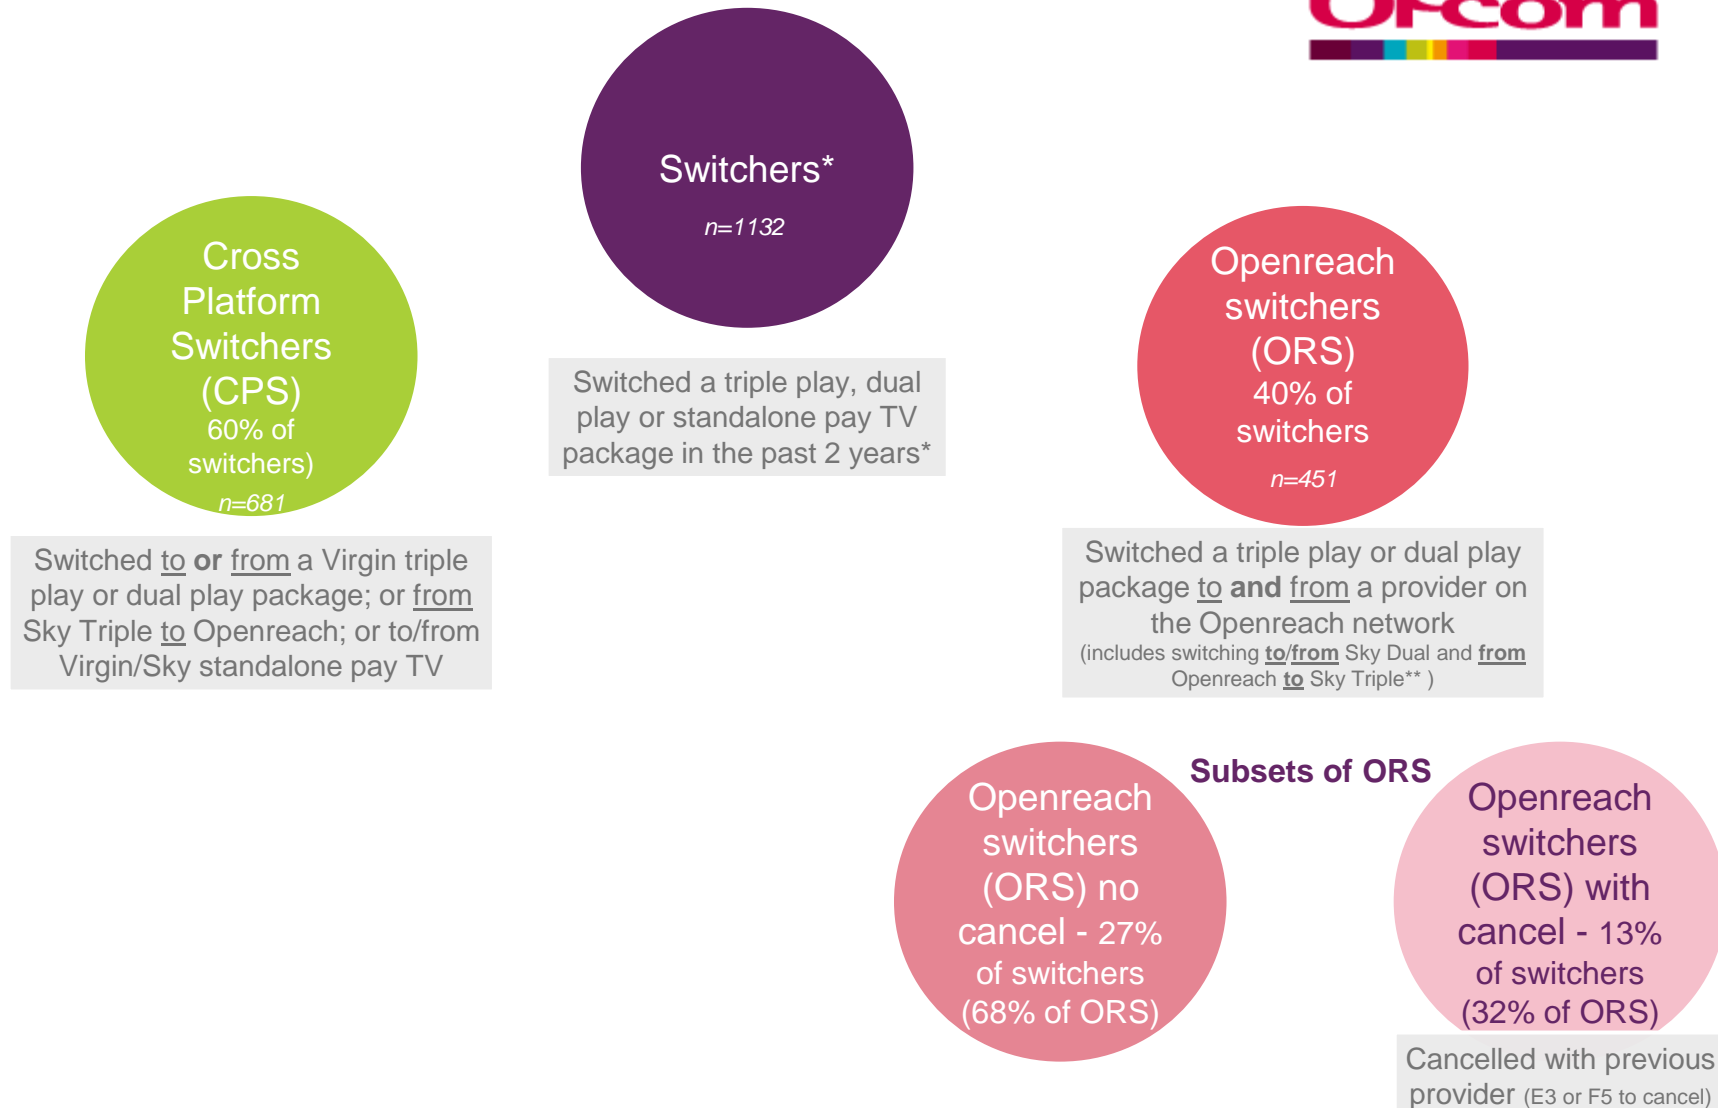 Ofcom
Switchers*
n=1132
Switched a triple play, dual
play or standalone pay TV
package in the past 2 years*
Cross
Platform
Switchers
(CPS)
60% of
switchers)
n=681
Switched to or from a Virgin triple
play or dual play package; or from
Sky Triple to Openreach; or to/from
Virgin/Sky standalone pay TV
Openreach
switchers
(ORS)
40% of
switchers
n=451
Switched a triple play or dual play
package to and from a provider on
the Openreach network
(includes switching to/from Sky Dual and from
Openreach to Sky Triple** )
Subsets of ORS
Openreach
switchers
(ORS) no
cancel - 27%
of switchers
(68% of ORS)
Openreach
switchers
(ORS) with
cancel - 13%
of switchers
(32% of ORS)
Cancelled with previous
provider (E3 or F5 to cancel)